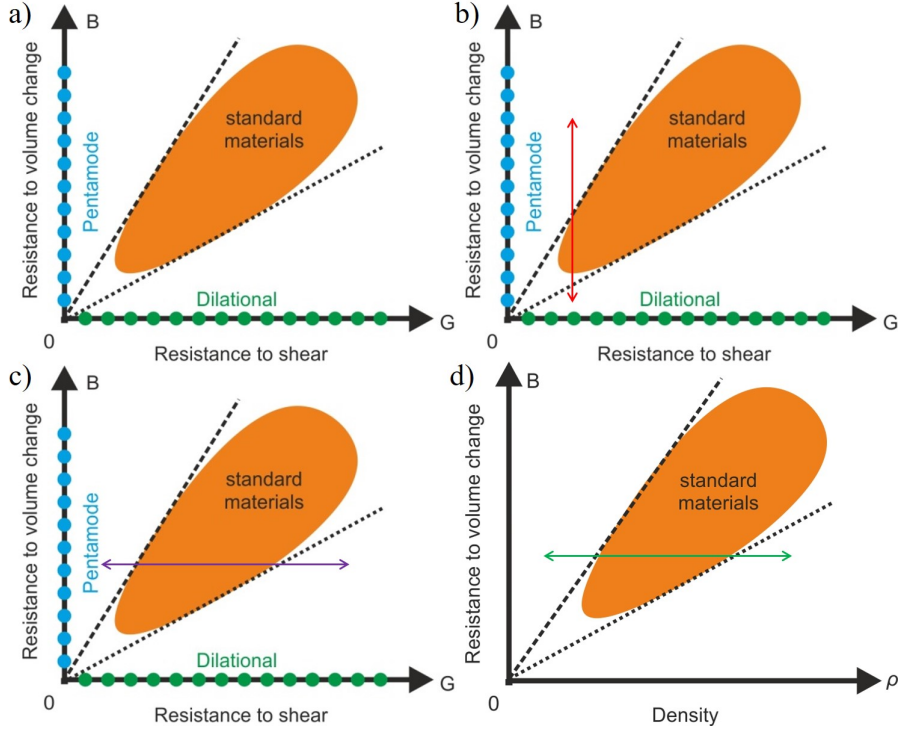 a)
B
Resistance to volume change
Pentamode
standard
materials
Dilational
0
G
Resistance to shear
b)
B
Resistance to volume change
Pentamode
standard
materials
Dilational
0
G
Resistance to shear
c)
B
Resistance to volume change
Pentamode
standard
materials
Dilational
0
G
Resistance to shear
d)
B
Resistance to volume change
standard
materials
0
ρ
Density